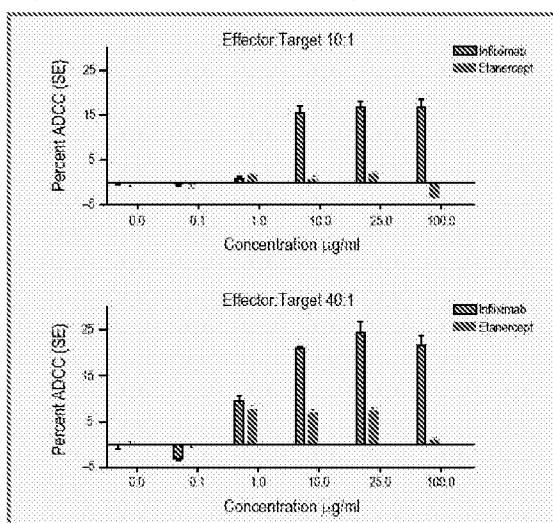 Effector:Target 10:1
Infliximab
Etanercept
Percent ADCC (SE)
25
15
5
–5
0.0 0.1 1.0 10.0 25.0 100.0
Concentration µg/ml
Effector:Target 40:1
Infliximab
Etanercept
Percent ADCC (SE)
25
15
5
–5
0.0 0.1 1.0 10.0 25.0 100.0
Concentration µg/ml